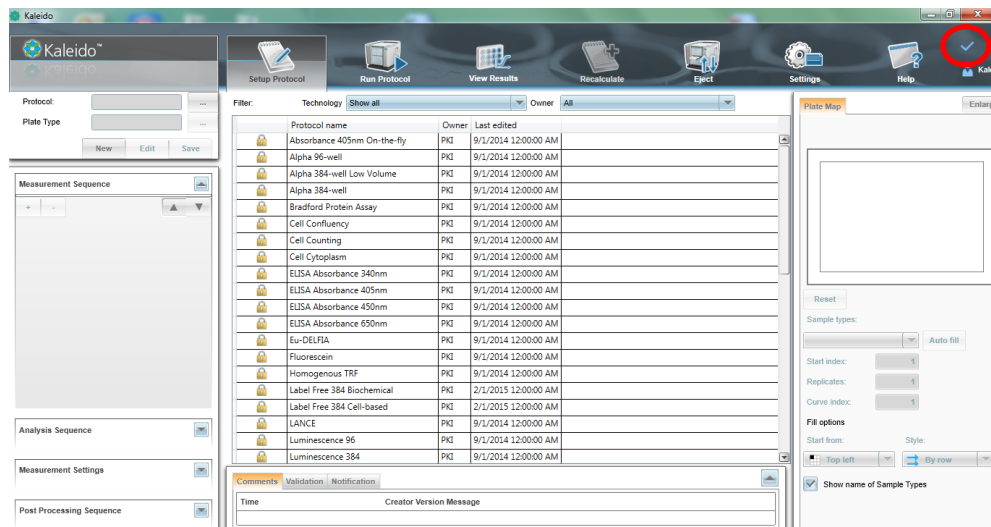 Kaleido
Kaleido™
Setup Protocol
Run Protocol
View Results
Recalculate
Eject
Settings
Help
Kal
Protocol:
...
Plate Type
...
New Edit Save
Measurement Sequence
+ -
Analysis Sequence
Measurement Settings
Post Processing Sequence
Filter: Technology Show all Owner All
Protocol name Owner Last edited
Absorbance 405nm On-the-fly PKI 9/1/2014 12:00:00 AM
Alpha 96-well PKI 9/1/2014 12:00:00 AM
Alpha 384-well Low Volume PKI 9/1/2014 12:00:00 AM
Alpha 384-well PKI 9/1/2014 12:00:00 AM
Bradford Protein Assay PKI 9/1/2014 12:00:00 AM
Cell Confluency PKI 9/1/2014 12:00:00 AM
Cell Counting PKI 9/1/2014 12:00:00 AM
Cell Cytoplasm PKI 9/1/2014 12:00:00 AM
ELISA Absorbance 340nm PKI 9/1/2014 12:00:00 AM
ELISA Absorbance 405nm PKI 9/1/2014 12:00:00 AM
ELISA Absorbance 450nm PKI 9/1/2014 12:00:00 AM
ELISA Absorbance 650nm PKI 9/1/2014 12:00:00 AM
Eu-DELFIA PKI 9/1/2014 12:00:00 AM
Fluorescein PKI 9/1/2014 12:00:00 AM
Homogenous TRF PKI 9/1/2014 12:00:00 AM
Label Free 384 Biochemical PKI 2/1/2015 12:00:00 AM
Label Free 384 Cell-based PKI 2/1/2015 12:00:00 AM
LANCE PKI 9/1/2014 12:00:00 AM
Luminescence 96 PKI 9/1/2014 12:00:00 AM
Luminescence 384 PKI 9/1/2014 12:00:00 AM
Comments Validation Notification
Time Creator Version Message
Plate Map Enlarg
Reset
Sample types:
Auto fill
Start index: 1
Replicates: 1
Curve index: 1
Fill options
Start from: Style:
Top left By row
Show name of Sample Types